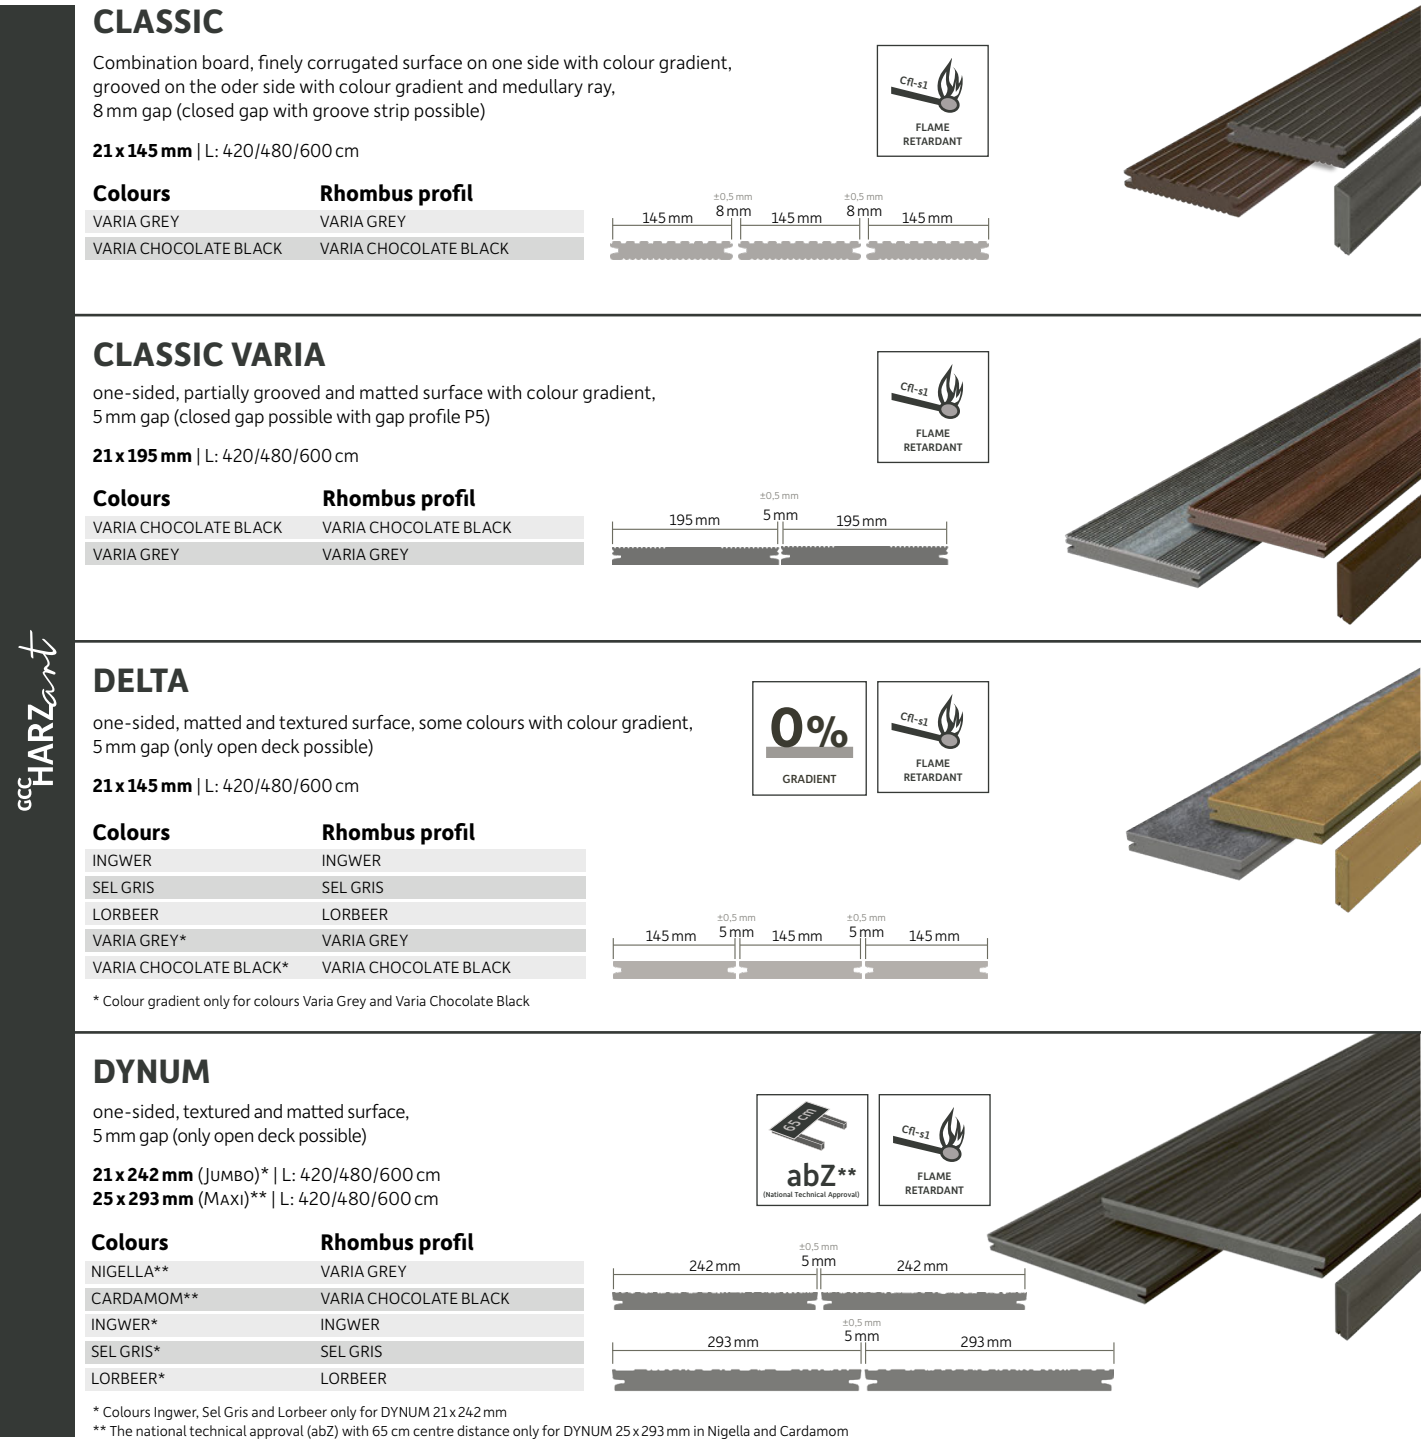 CLASSIC
Combination board, finely corrugated surface on one side with colour gradient,
grooved on the oder side with colour gradient and medullary ray,
8 mm gap (closed gap with groove strip possible)
21 x 145 mm | L: 420/480/600 cm
Cfl-s1
FLAME
RETARDANT
Colours Rhombus profil
VARIA GREY VARIA GREY
VARIA CHOCOLATE BLACK VARIA CHOCOLATE BLACK
±0,5 mm ±0,5 mm
145 mm 8 mm 145 mm 8 mm 145 mm
CLASSIC VARIA
one-sided, partially grooved and matted surface with colour gradient,
5 mm gap (closed gap possible with gap profile P5)
21 x 195 mm | L: 420/480/600 cm
Cfl-s1
FLAME
RETARDANT
Colours Rhombus profil
VARIA CHOCOLATE BLACK VARIA CHOCOLATE BLACK
VARIA GREY VARIA GREY
±0,5 mm
195 mm 5 mm 195 mm
GCC HARZart
DELTA
one-sided, matted and textured surface, some colours with colour gradient,
5 mm gap (only open deck possible)
21 x 145 mm | L: 420/480/600 cm
0%
GRADIENT
Cfl-s1
FLAME
RETARDANT
Colours Rhombus profil
INGWER INGWER
SEL GRIS SEL GRIS
LORBEER LORBEER
VARIA GREY* VARIA GREY
VARIA CHOCOLATE BLACK* VARIA CHOCOLATE BLACK
±0,5 mm ±0,5 mm
145 mm 5 mm 145 mm 5 mm 145 mm
* Colour gradient only for colours Varia Grey and Varia Chocolate Black
DYNUM
one-sided, textured and matted surface,
5 mm gap (only open deck possible)
21 x 242 mm (Jumbo)* | L: 420/480/600 cm
25 x 293 mm (Maxi)** | L: 420/480/600 cm
65 cm
abZ**
(National Technical Approval)
Cfl-s1
FLAME
RETARDANT
Colours Rhombus profil
NIGELLA** VARIA GREY
CARDAMOM** VARIA CHOCOLATE BLACK
INGWER* INGWER
SEL GRIS* SEL GRIS
LORBEER* LORBEER
±0,5 mm
242 mm 5 mm 242 mm
±0,5 mm
293 mm 5 mm 293 mm
* Colours Ingwer, Sel Gris and Lorbeer only for DYNUM 21 x 242 mm
** The national technical approval (abZ) with 65 cm centre distance only for DYNUM 25 x 293 mm in Nigella and Cardamom